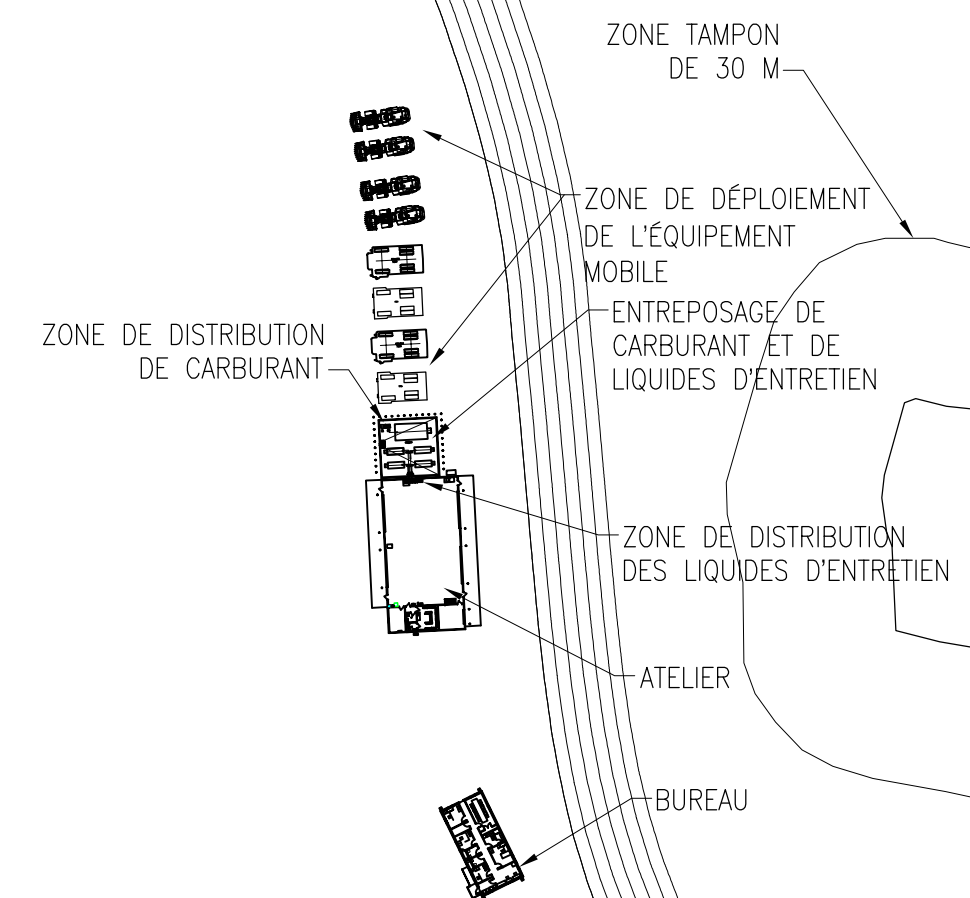 ZONE TAMPON
DE 30 M
ZONE DE DÉPLOIEMENT
DE L'ÉQUIPEMENT
MOBILE
ENTREPOSAGE DE
CARBURANT ET DE
LIQUIDES D'ENTRETIEN
ZONE DE DISTRIBUTION
DE CARBURANT
ZONE DE DISTRIBUTION
DES LIQUIDES D'ENTRETIEN
ATELIER
BUREAU